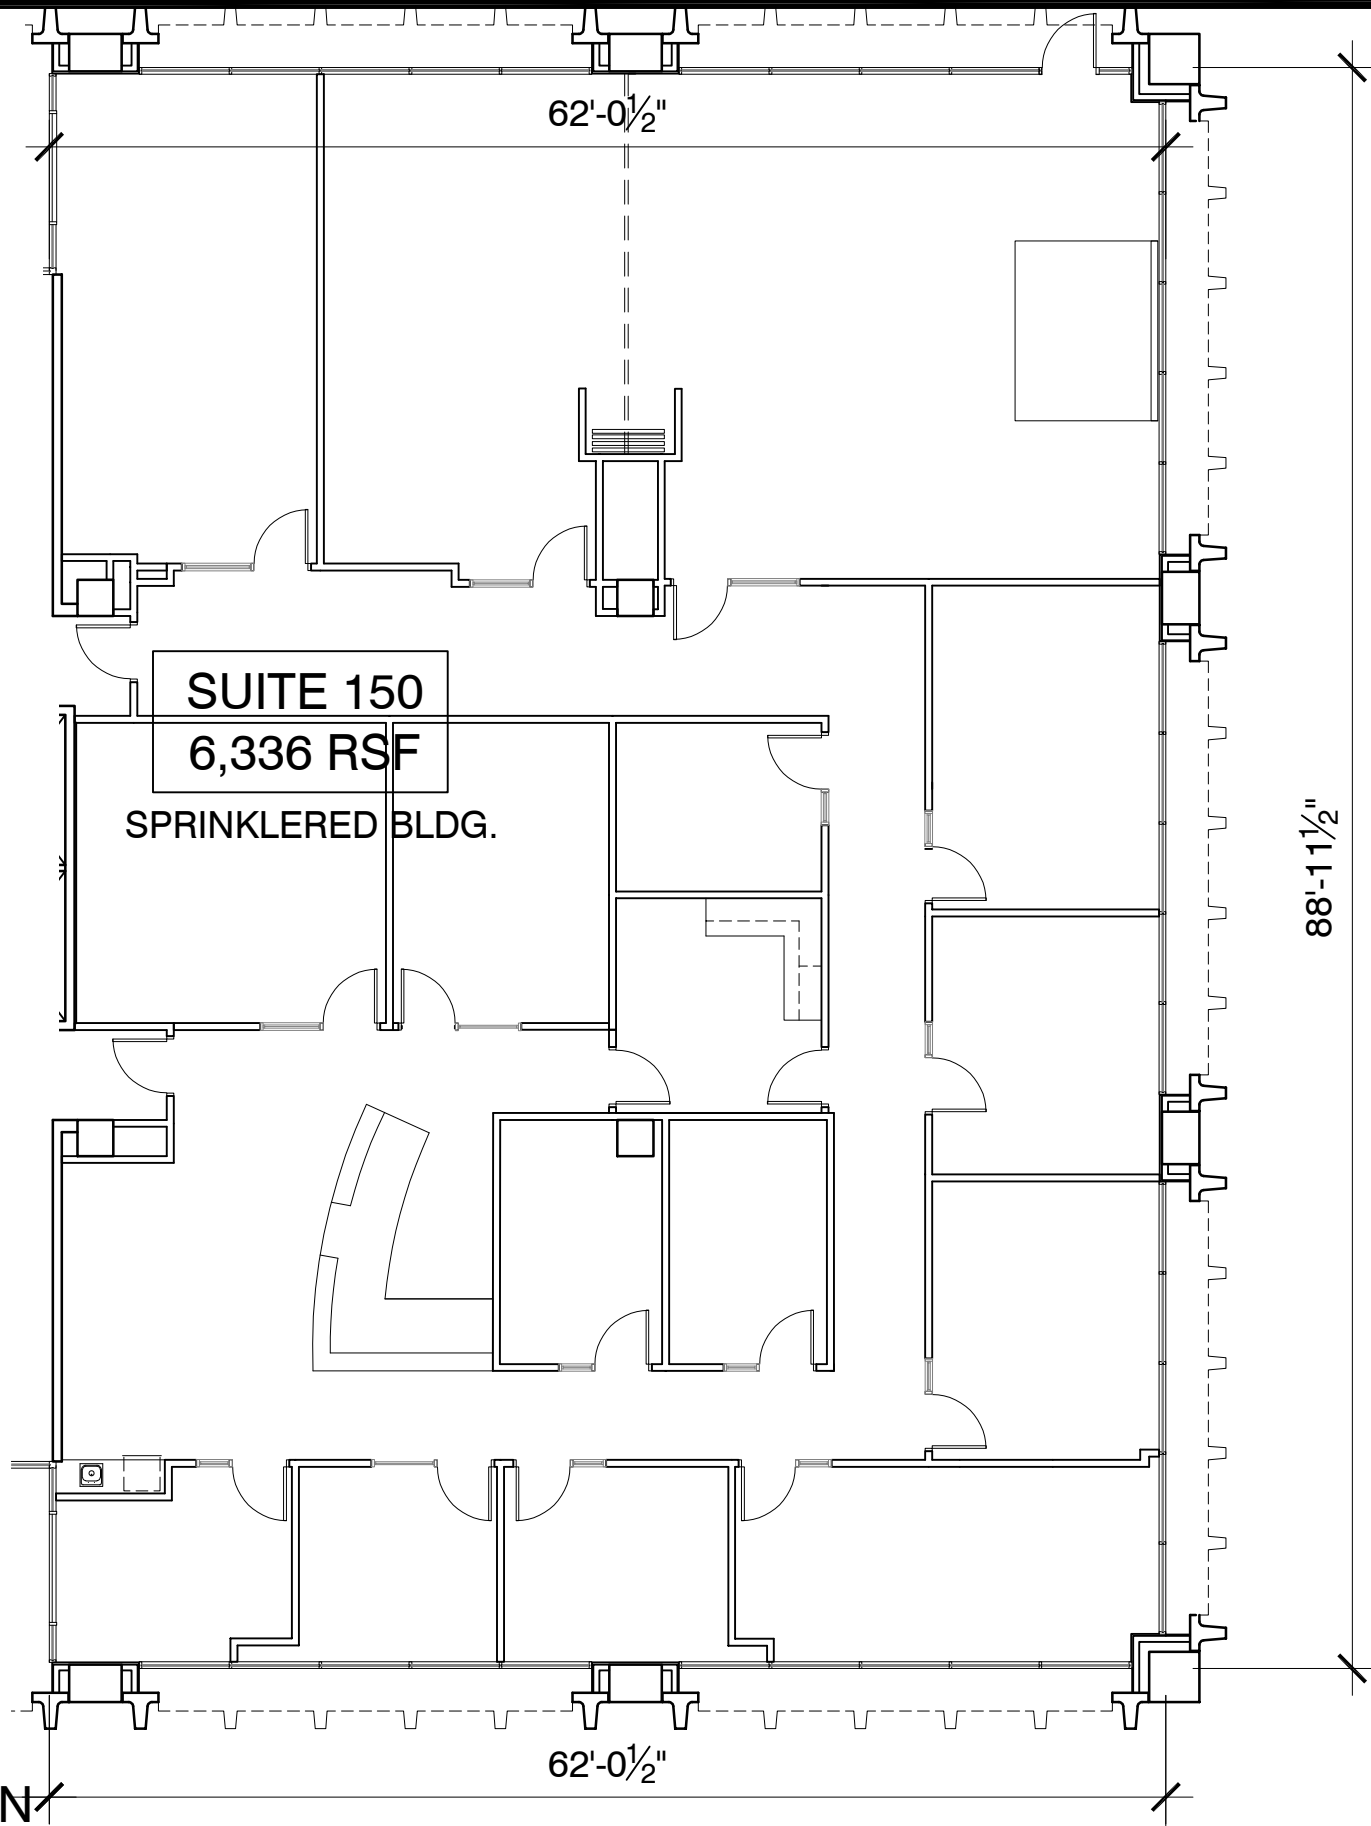 62'-0½"
SUITE 150
6,336 RSF
SPRINKLERED BLDG.
88'-11½"
62'-0½"
N